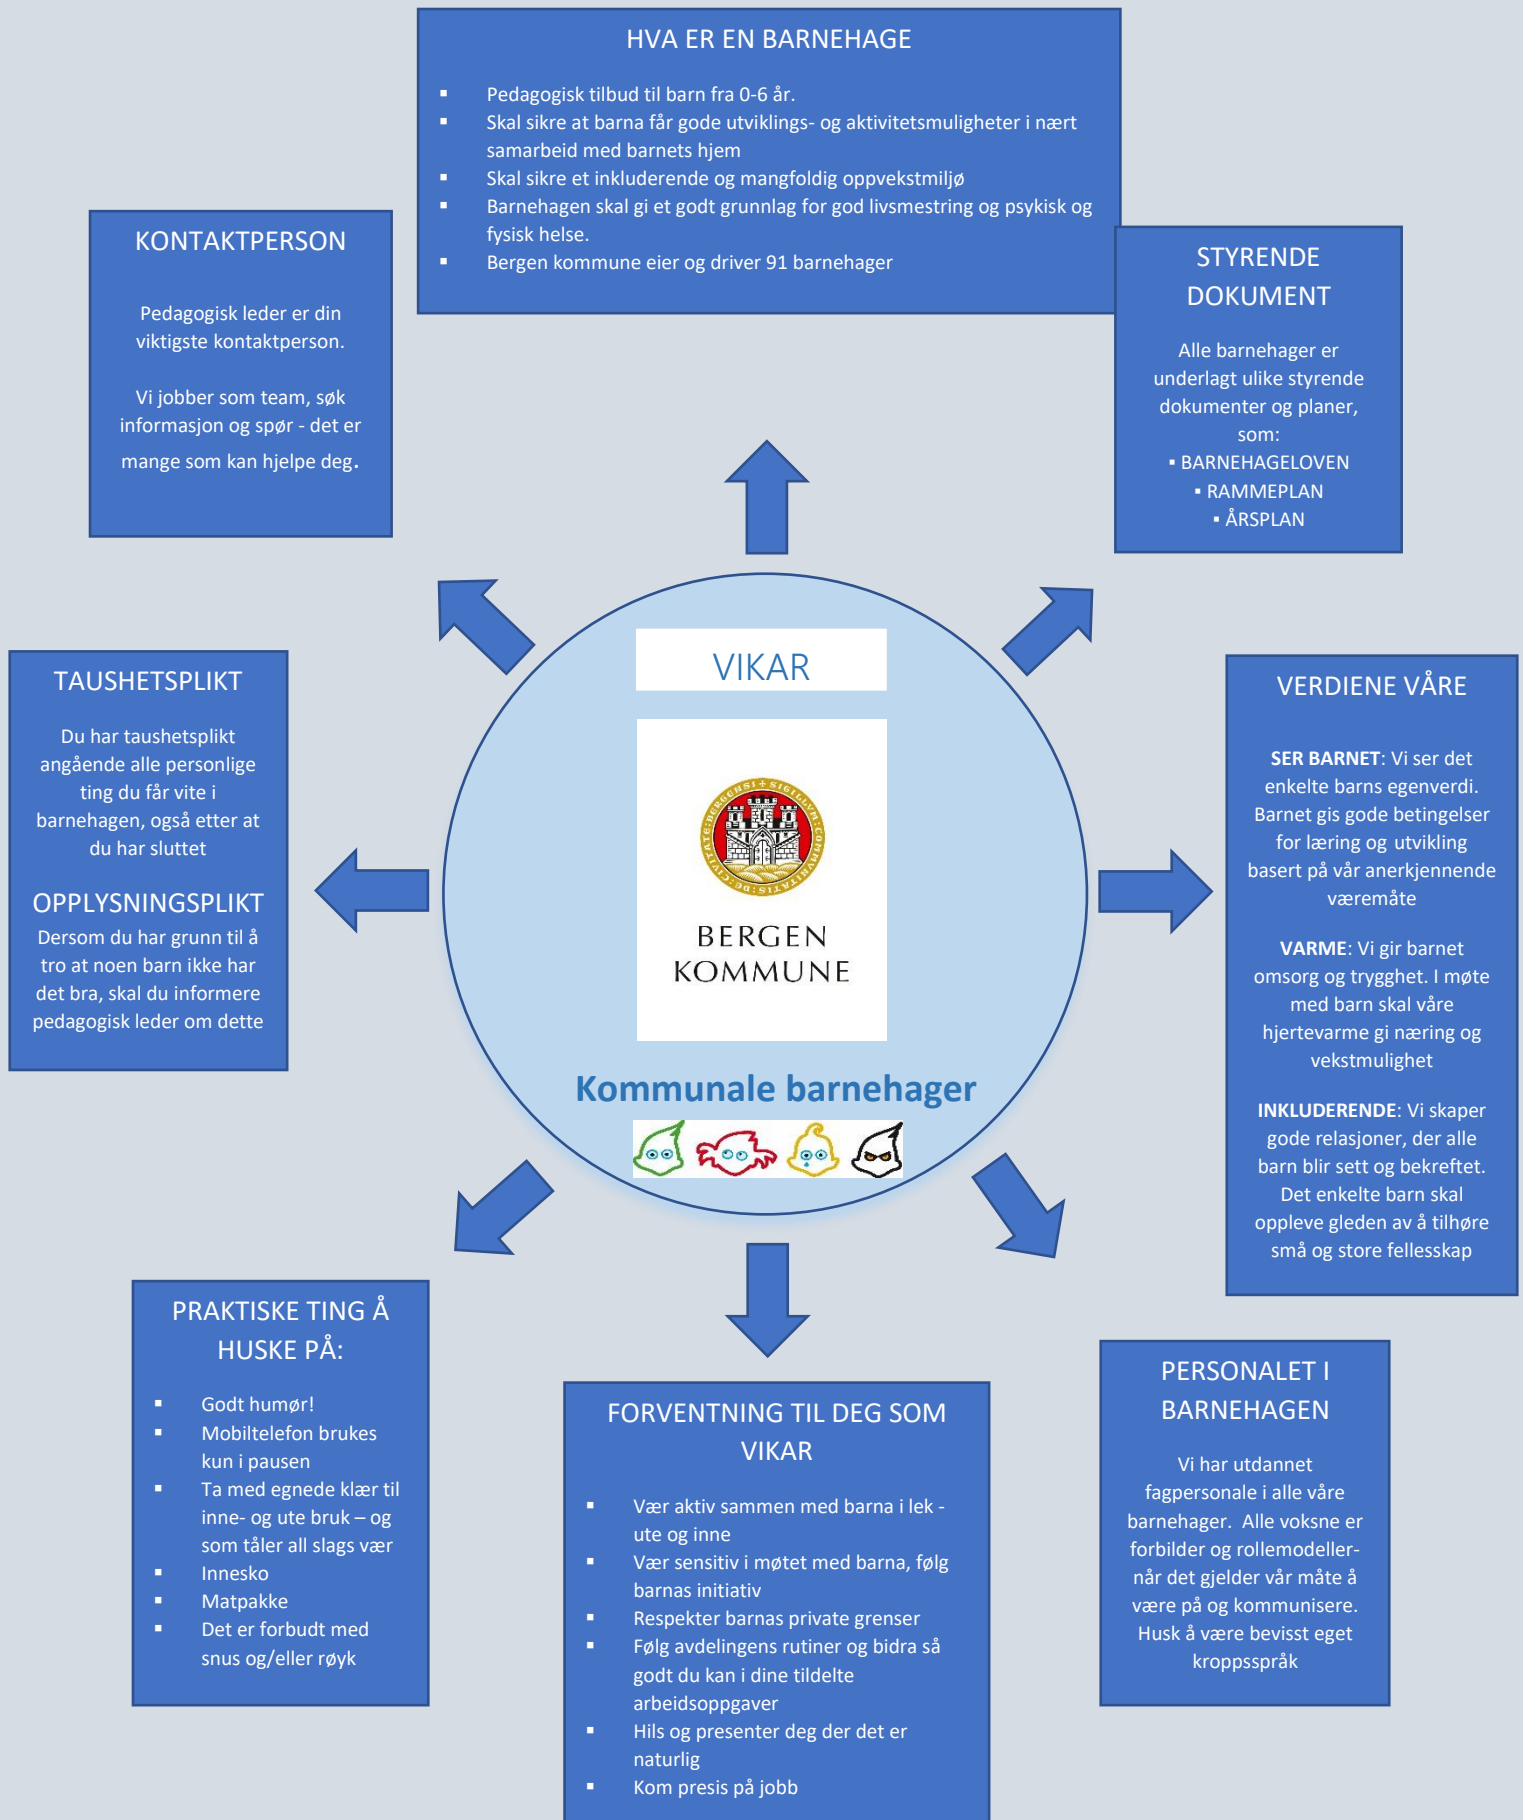 HVA ER EN BARNEHAGE
▪ Pedagogisk tilbud til barn fra 0-6 år.
▪ Skal sikre at barna får gode utviklings- og aktivitetsmuligheter i nært
samarbeid med barnets hjem
▪ Skal sikre et inkluderende og mangfoldig oppvekstmiljø
▪ Barnehagen skal gi et godt grunnlag for god livsmestring og psykisk og
fysisk helse.
▪ Bergen kommune eier og driver 91 barnehager
KONTAKTPERSON
Pedagogisk leder er din
viktigste kontaktperson.
Vi jobber som team, søk
informasjon og spør - det er
mange som kan hjelpe deg.
STYRENDE
DOKUMENT
Alle barnehager er
underlagt ulike styrende
dokumenter og planer,
som:
▪ BARNEHAGELOVEN
▪ RAMMEPLAN
▪ ÅRSPLAN
TAUSHETSPLIKT
Du har taushetsplikt
angående alle personlige
ting du får vite i
barnehagen, også etter at
du har sluttet
OPPLYSNINGSPLIKT
Dersom du har grunn til å
tro at noen barn ikke har
det bra, skal du informere
pedagogisk leder om dette
VIKAR
BERGEN
KOMMUNE
Kommunale barnehager
VERDIENE VÅRE
SER BARNET: Vi ser det
enkelte barns egenverdi.
Barnet gis gode betingelser
for læring og utvikling
basert på vår anerkjennende
væremåte
VARME: Vi gir barnet
omsorg og trygghet. I møte
med barn skal våre
hjertevarme gi næring og
vekstmulighet
INKLUDERENDE: Vi skaper
gode relasjoner, der alle
barn blir sett og bekreftet.
Det enkelte barn skal
oppleve gleden av å tilhøre
små og store fellesskap
PRAKTISKE TING Å
HUSKE PÅ:
▪ Godt humør!
▪ Mobiltelefon brukes
kun i pausen
▪ Ta med egnede klær til
inne- og ute bruk – og
som tåler all slags vær
▪ Innesko
▪ Matpakke
▪ Det er forbudt med
snus og/eller røyk
FORVENTNING TIL DEG SOM
VIKAR
▪ Vær aktiv sammen med barna i lek -
ute og inne
▪ Vær sensitiv i møtet med barna, følg
barnas initiativ
▪ Respekter barnas private grenser
▪ Følg avdelingens rutiner og bidra så
godt du kan i dine tildelte
arbeidsoppgaver
▪ Hils og presenter deg der det er
naturlig
▪ Kom presis på jobb
PERSONALET I
BARNEHAGEN
Vi har utdannet
fagpersonale i alle våre
barnehager. Alle voksne er
forbilder og rollemodeller-
når det gjelder vår måte å
være på og kommunisere.
Husk å være bevisst eget
kroppsspråk